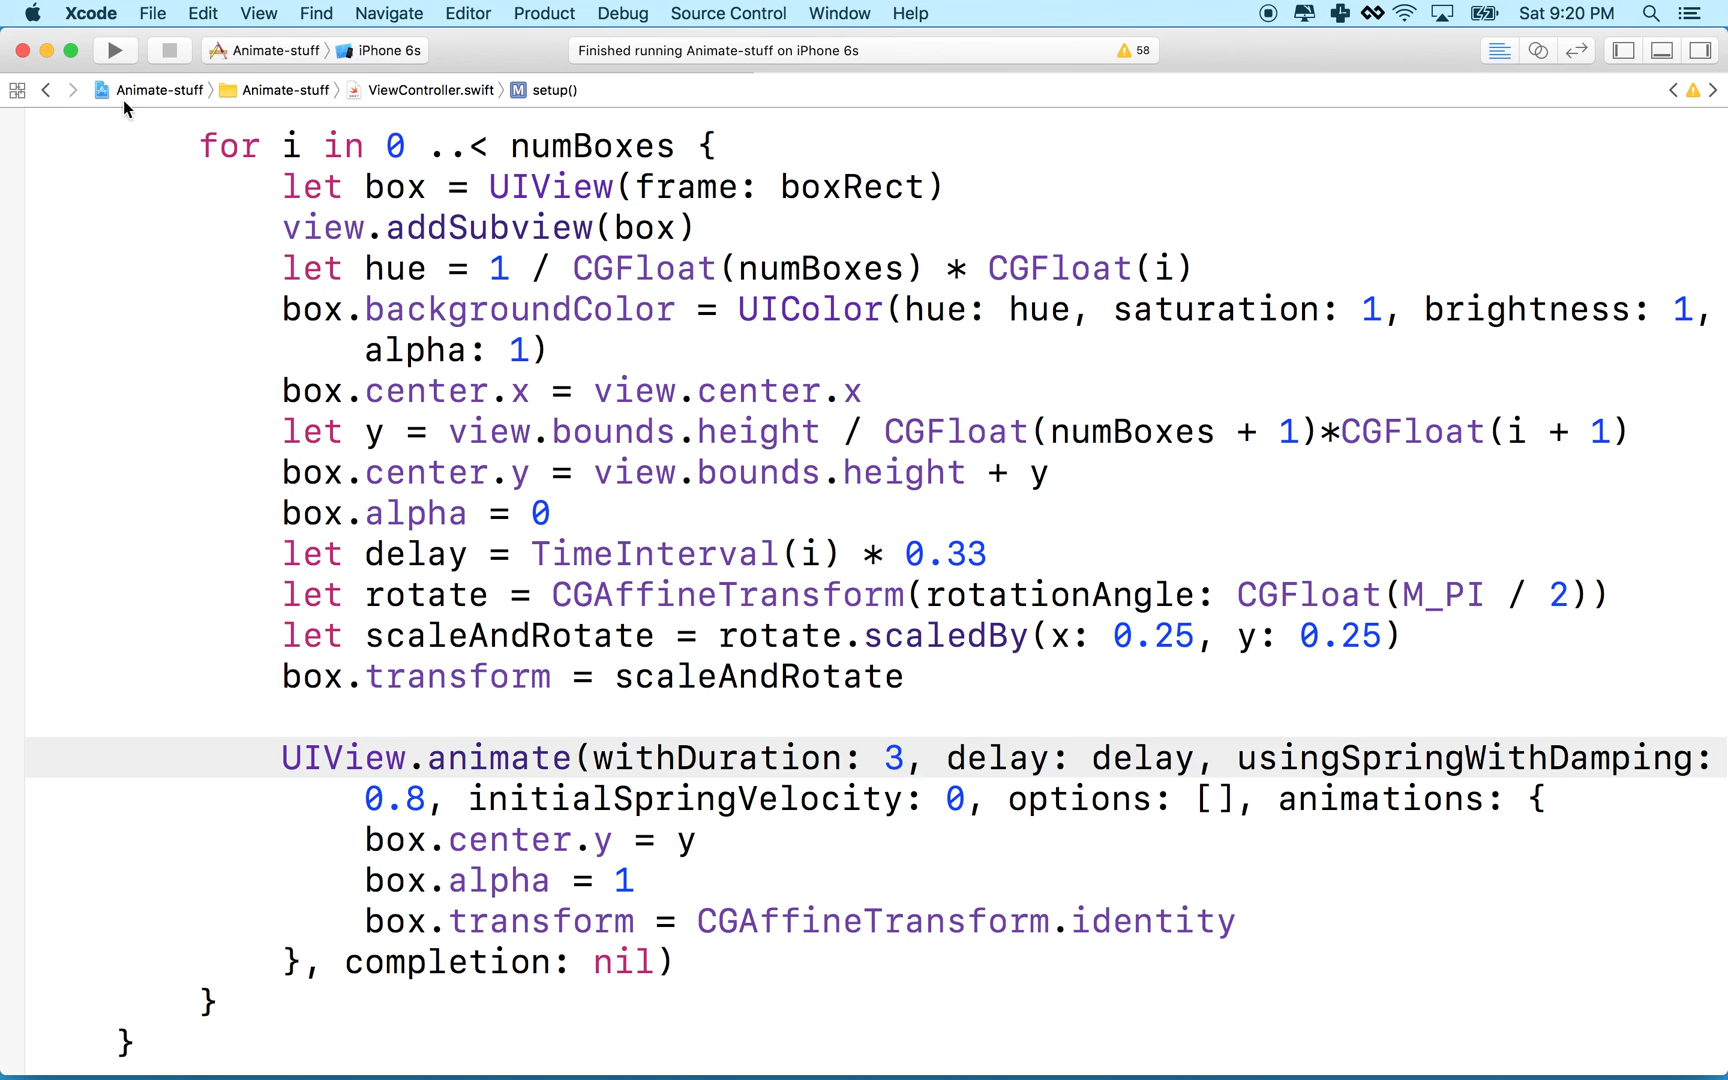 Xcode File Edit View Find Navigate Editor Product Debug Source Control Window Help Sat 9:20 PM
Animate-stuff iPhone 6s Finished running Animate-stuff on iPhone 6s 58
Animate-stuff Animate-stuff ViewController.swift M setup()
for i in 0 ..< numBoxes {
let box = UIView(frame: boxRect)
view.addSubview(box)
let hue = 1 / CGFloat(numBoxes) * CGFloat(i)
box.backgroundColor = UIColor(hue: hue, saturation: 1, brightness: 1,
alpha: 1)
box.center.x = view.center.x
let y = view.bounds.height / CGFloat(numBoxes + 1)*CGFloat(i + 1)
box.center.y = view.bounds.height + y
box.alpha = 0
let delay = TimeInterval(i) * 0.33
let rotate = CGAffineTransform(rotationAngle: CGFloat(M_PI / 2))
let scaleAndRotate = rotate.scaledBy(x: 0.25, y: 0.25)
box.transform = scaleAndRotate
UIView.animate(withDuration: 3, delay: delay, usingSpringWithDamping:
0.8, initialSpringVelocity: 0, options: [], animations: {
box.center.y = y
box.alpha = 1
box.transform = CGAffineTransform.identity
}, completion: nil)
}
}